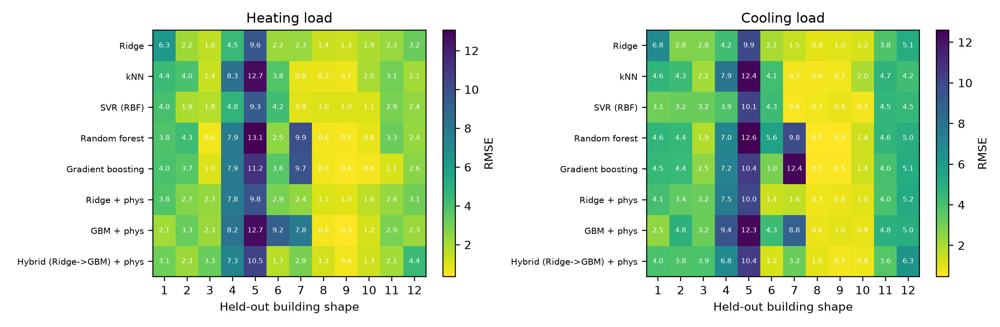 Heating load
Ridge 6.3 2.2 1.6 4.5 9.6 2.2 2.3 1.4 1.3 1.9 2.3 3.2
kNN 4.4 4.0 1.4 8.3 12.7 3.8 0.8 0.7 0.7 2.0 3.1 2.1
SVR (RBF) 4.0 1.9 1.8 4.8 9.3 4.2 0.9 1.0 1.0 1.1 2.9 2.4
Random forest 3.8 4.3 0.6 7.9 13.1 2.5 9.9 0.6 0.5 0.8 3.3 2.4
Gradient boosting 4.0 3.7 1.0 7.9 11.2 3.6 9.7 0.6 0.4 0.6 1.1 2.6
Ridge + phys 3.8 2.7 2.3 7.8 9.8 2.9 2.4 1.1 1.0 1.6 2.4 3.1
GBM + phys 2.1 3.3 2.3 8.2 12.7 9.2 7.8 0.6 0.3 1.2 2.9 2.3
Hybrid (Ridge->GBM) + phys 3.1 2.3 3.3 7.3 10.5 1.7 2.9 1.2 0.6 1.3 2.1 4.4
1 2 3 4 5 6 7 8 9 10 11 12
Held-out building shape
12
10
8
6
4
2
RMSE
Cooling load
Ridge 6.8 2.8 2.8 4.2 9.9 2.1 1.5 0.9 1.0 1.2 3.8 5.1
kNN 4.6 4.3 2.2 7.9 12.4 4.1 0.7 0.6 0.7 2.0 4.7 4.2
SVR (RBF) 3.1 3.2 3.2 3.9 10.1 4.3 0.6 0.7 0.8 0.7 4.5 4.5
Random forest 4.6 4.4 1.9 7.0 12.6 5.6 9.8 0.5 0.5 1.4 4.6 5.0
Gradient boosting 4.5 4.4 2.5 7.2 10.4 3.0 12.4 0.5 0.5 1.4 4.0 5.1
Ridge + phys 4.1 3.4 3.2 7.5 10.0 1.4 1.6 0.7 0.8 1.0 4.0 5.2
GBM + phys 2.5 4.8 3.2 9.4 12.3 4.3 8.8 0.8 1.0 0.9 4.8 5.0
Hybrid (Ridge->GBM) + phys 4.0 3.8 3.9 6.8 10.4 1.2 3.2 1.0 0.7 0.8 3.6 6.3
1 2 3 4 5 6 7 8 9 10 11 12
Held-out building shape
12
10
8
6
4
2
RMSE